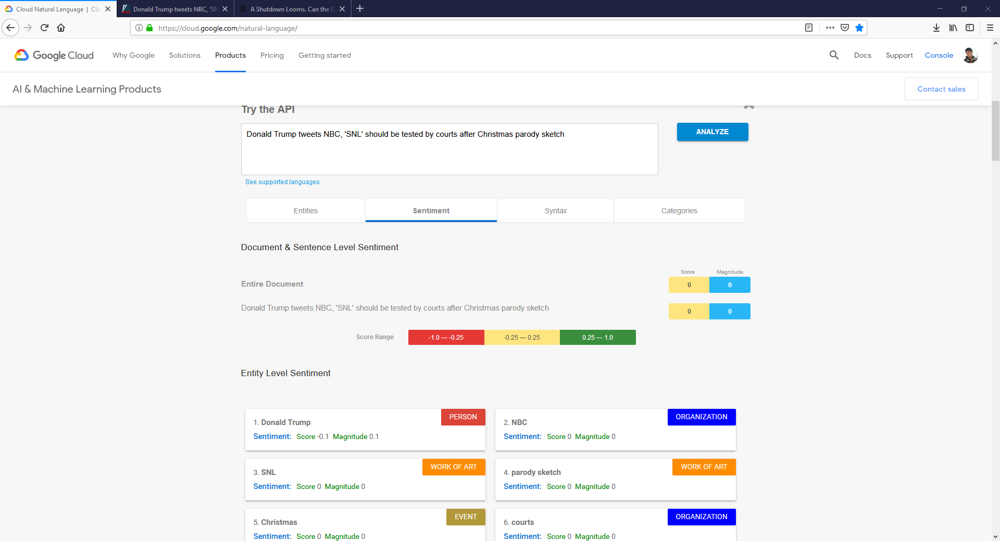 Cloud Natural Language | Clo
Donald Trump tweets NBC, 'SN
A Shutdown Looms. Can the G
https://cloud.google.com/natural-language/
Google Cloud
Why Google
Solutions
Products
Pricing
Getting started
Docs
Support
Console
AI & Machine Learning Products
Contact sales
Try the API
Donald Trump tweets NBC, 'SNL' should be tested by courts after Christmas parody sketch
ANALYZE
See supported languages
Entities
Sentiment
Syntax
Categories
Document & Sentence Level Sentiment
Score Magnitude
Entire Document
0 0
Donald Trump tweets NBC, 'SNL' should be tested by courts after Christmas parody sketch
0 0
Score Range
-1.0 — -0.25
-0.25 — 0.25
0.25 — 1.0
Entity Level Sentiment
1. Donald Trump
PERSON
Sentiment: Score -0.1 Magnitude 0.1
2. NBC
ORGANIZATION
Sentiment: Score 0 Magnitude 0
3. SNL
WORK OF ART
Sentiment: Score 0 Magnitude 0
4. parody sketch
WORK OF ART
Sentiment: Score 0 Magnitude 0
5. Christmas
EVENT
Sentiment: Score 0 Magnitude 0
6. courts
ORGANIZATION
Sentiment: Score 0 Magnitude 0